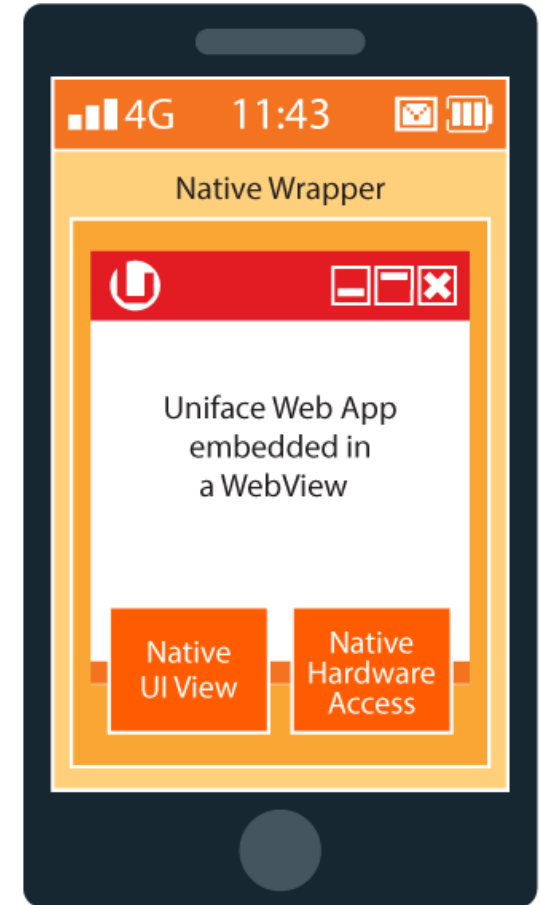 4G 11:43
Native Wrapper
Uniface Web App
embedded in
a WebView
Native
UI View
Native
Hardware
Access